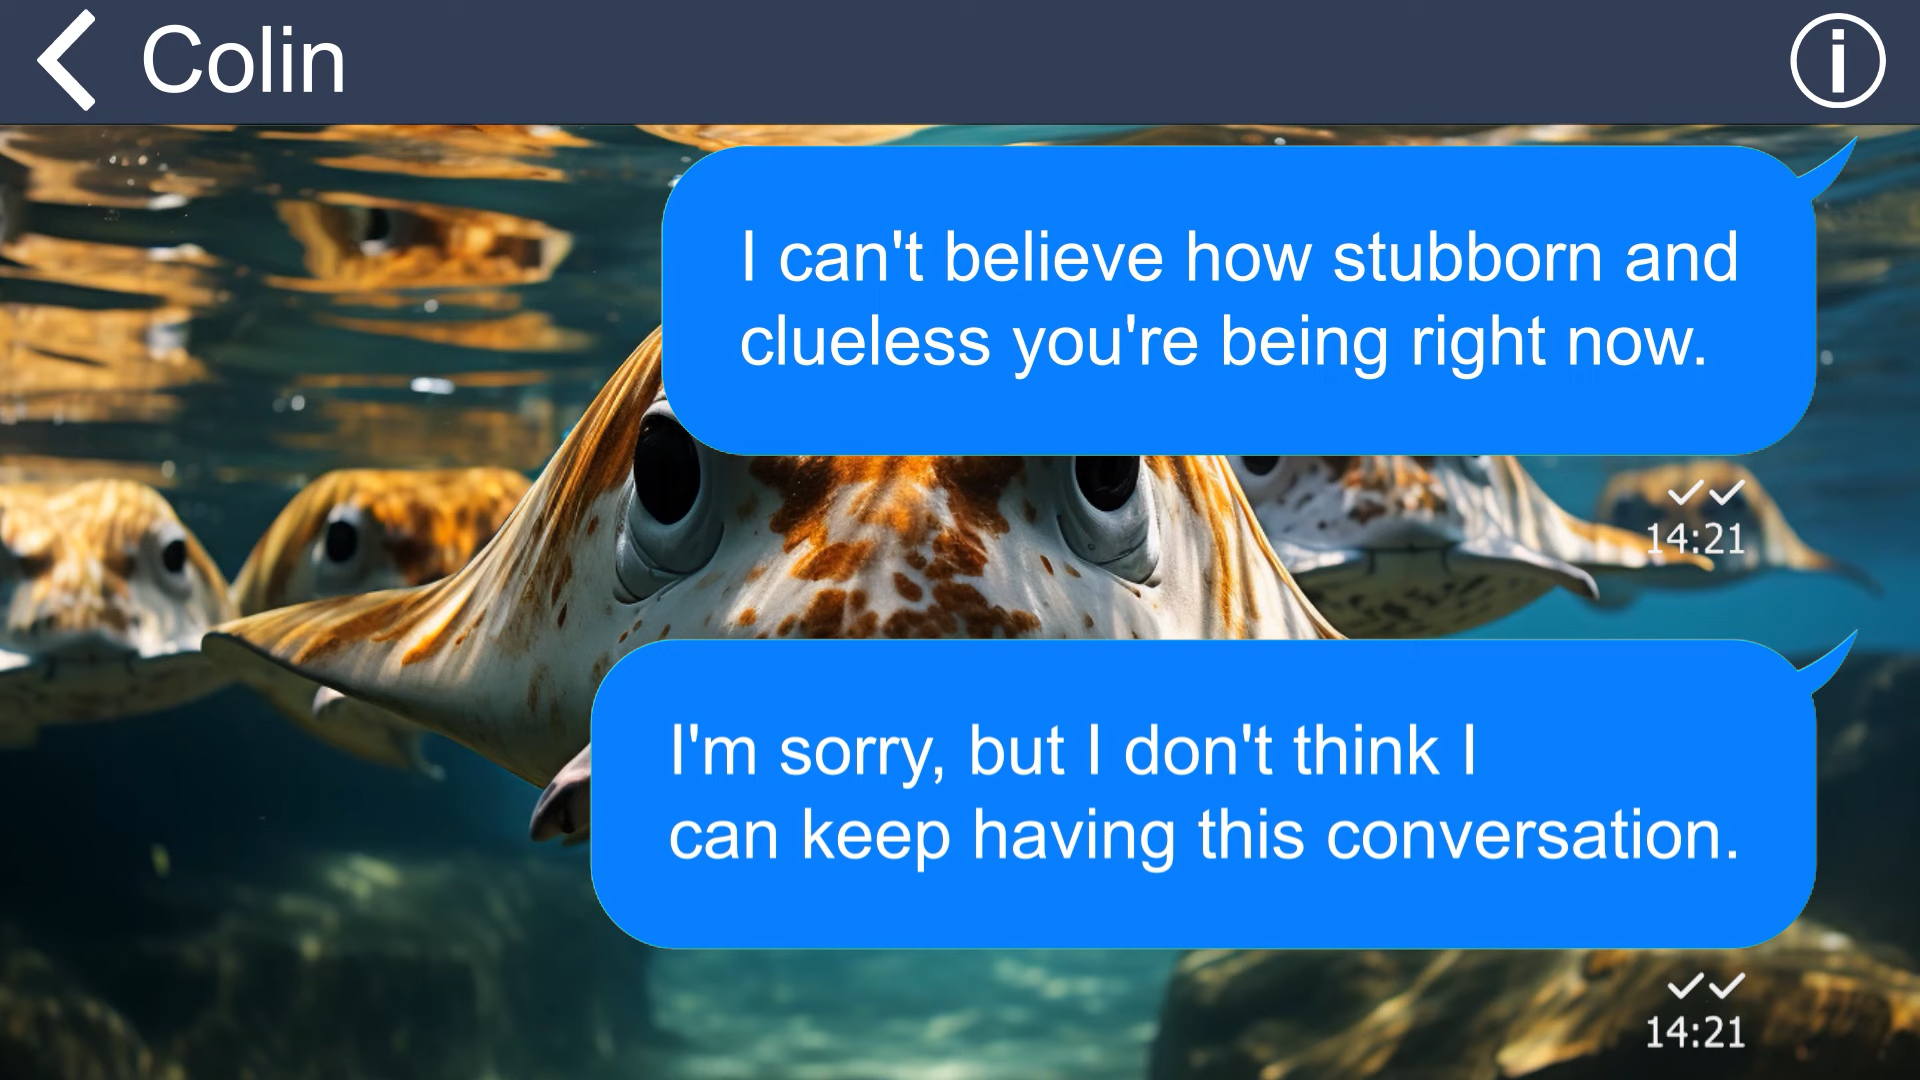 Colin
I can't believe how stubborn and
clueless you're being right now.
14:21
I'm sorry, but I don't think I
can keep having this conversation.
14:21